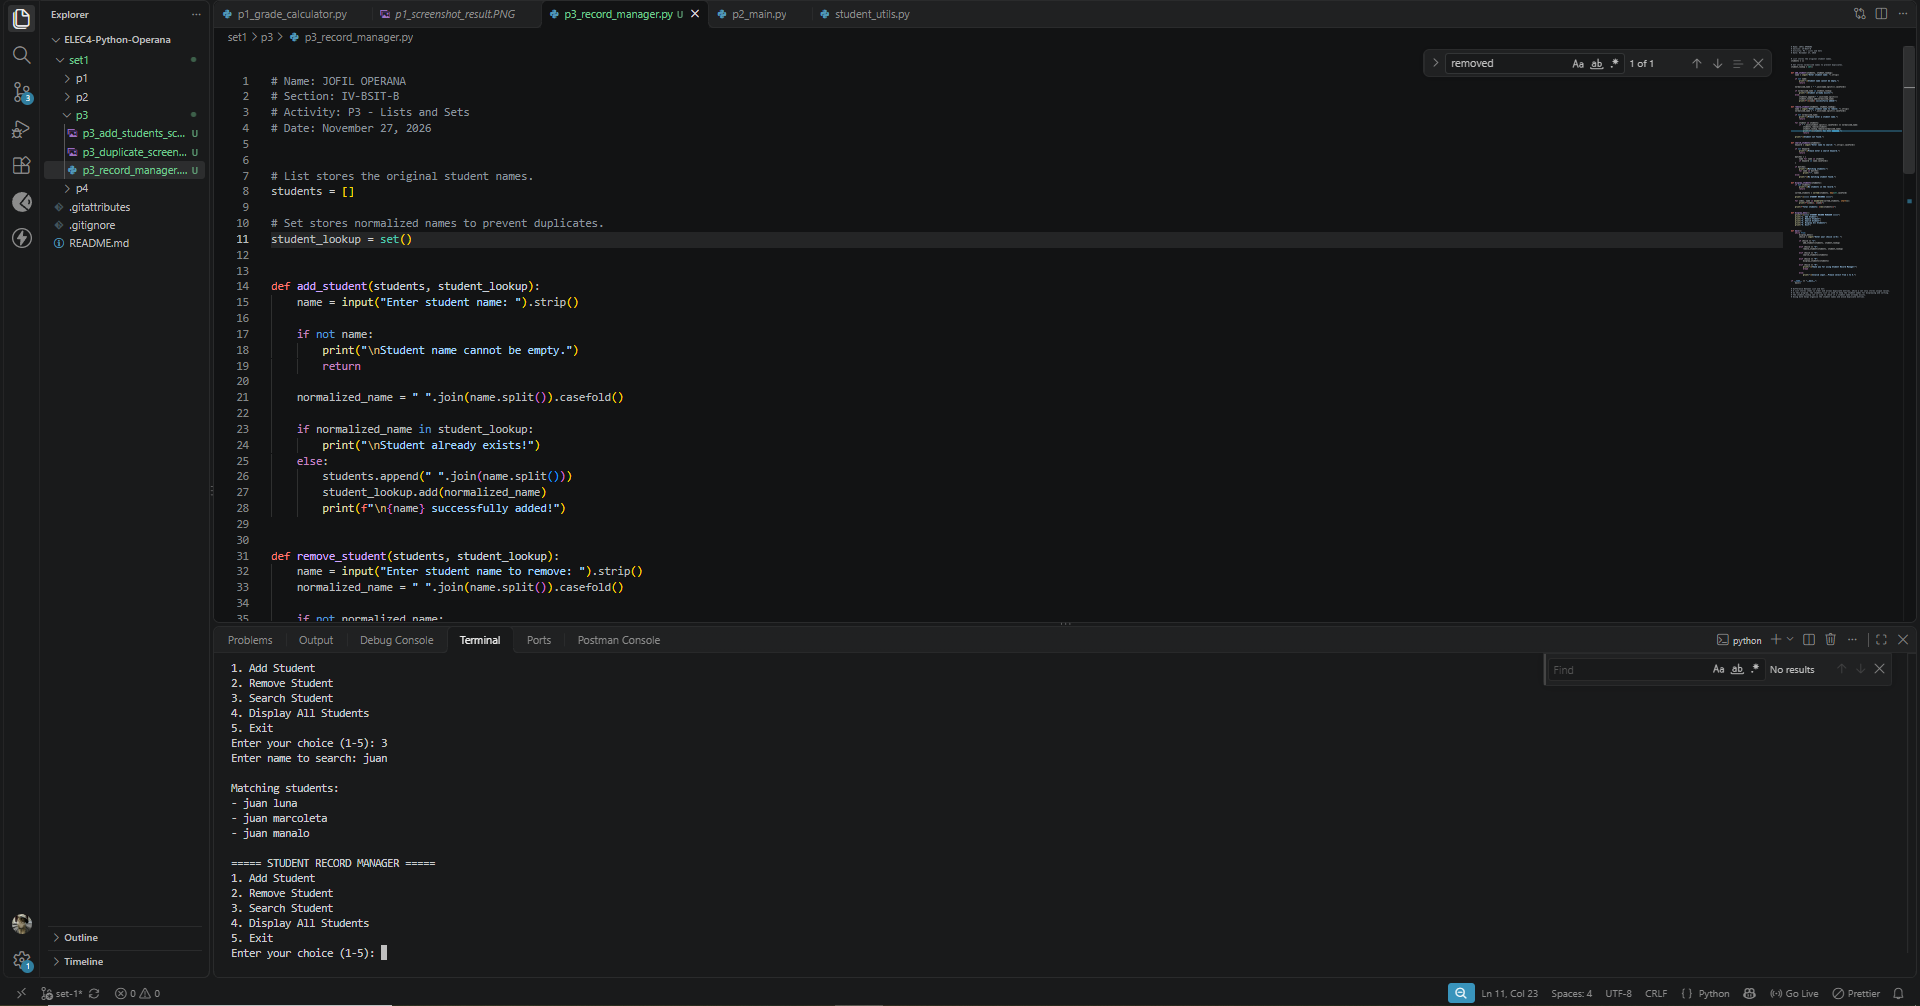 Explorer
ELEC4-Python-Operana
set1
p1
p2
p3
p3_add_students_sc... U
p3_duplicate_screen... U
p3_record_manager.... U
p4
.gitattributes
.gitignore
README.md
Outline
Timeline
p1_grade_calculator.py
p1_screenshot_result.PNG
p3_record_manager.py U
p2_main.py
student_utils.py
set1 > p3 > p3_record_manager.py
removed
Aa ab .* 1 of 1
1 # Name: JOFIL OPERANA
2 # Section: IV-BSIT-B
3 # Activity: P3 - Lists and Sets
4 # Date: November 27, 2026
5
6
7 # List stores the original student names.
8 students = []
9
10 # Set stores normalized names to prevent duplicates.
11 student_lookup = set()
12
13
14 def add_student(students, student_lookup):
15 name = input("Enter student name: ").strip()
16
17 if not name:
18 print("\nStudent name cannot be empty.")
19 return
20
21 normalized_name = " ".join(name.split()).casefold()
22
23 if normalized_name in student_lookup:
24 print("\nStudent already exists!")
25 else:
26 students.append(" ".join(name.split()))
27 student_lookup.add(normalized_name)
28 print(f"\n{name} successfully added!")
29
30
31 def remove_student(students, student_lookup):
32 name = input("Enter student name to remove: ").strip()
33 normalized_name = " ".join(name.split()).casefold()
34
35 if not normalized_name:
Problems
Output
Debug Console
Terminal
Ports
Postman Console
python
Find
Aa ab .* No results
1. Add Student
2. Remove Student
3. Search Student
4. Display All Students
5. Exit
Enter your choice (1-5): 3
Enter name to search: juan
Matching students:
- juan luna
- juan marcoleta
- juan manalo
===== STUDENT RECORD MANAGER =====
1. Add Student
2. Remove Student
3. Search Student
4. Display All Students
5. Exit
Enter your choice (1-5):
3
1
set-1*
0 0
Ln 11, Col 23
Spaces: 4
UTF-8
CRLF
{ } Python
Go Live
Prettier